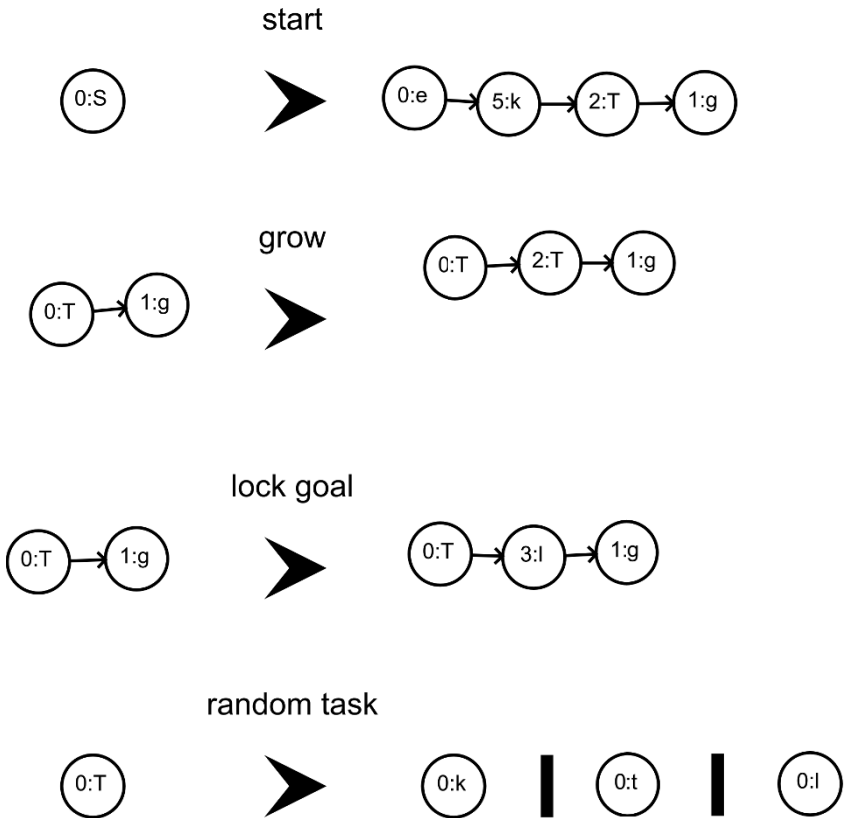 start
0:S 0:e 5:k 2:T 1:g
grow
0:T 1:g 0:T 2:T 1:g
lock goal
0:T 1:g 0:T 3:l 1:g
random task
0:T 0:k 0:t 0:l